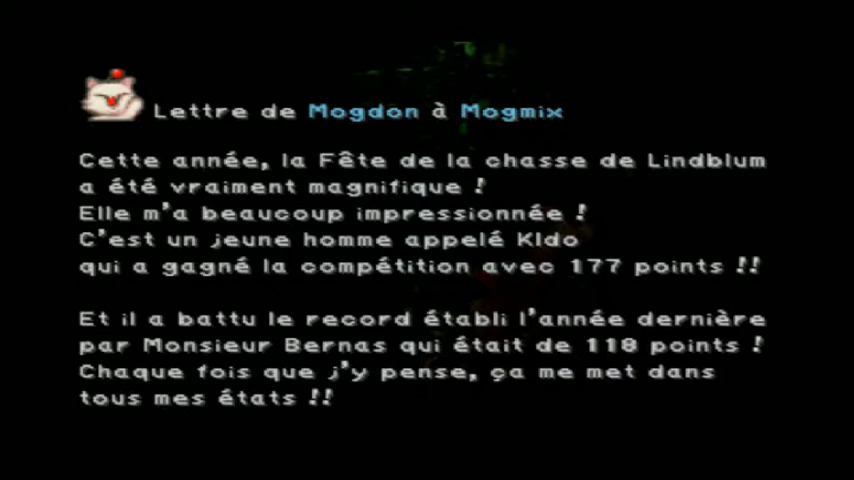 Lettre de Mogdon à Mogmix
Cette année, la Fête de la chasse de Lindblum
a été vraiment magnifique !
Elle m'a beaucoup impressionnée !
C'est un jeune homme appelé Kldo
qui a gagné la compétition avec 177 points !!
Et il a battu le record établi l'année dernière
par Monsieur Bernas qui était de 118 points !
Chaque fois que j'y pense, ça me met dans
tous mes états !!